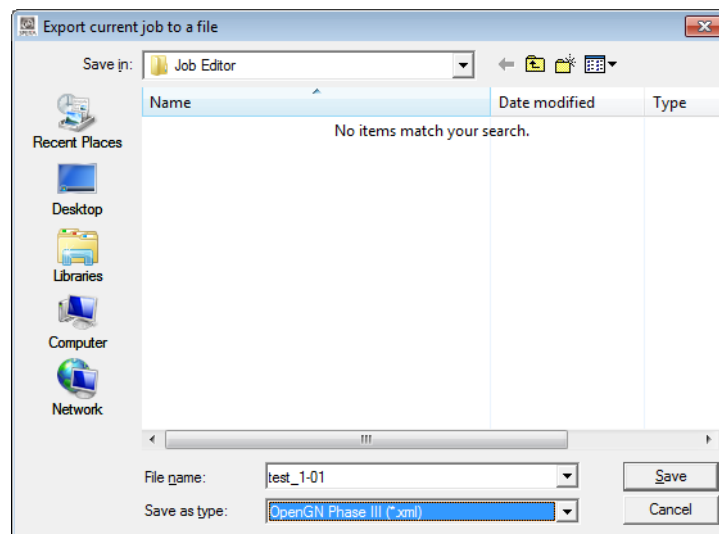 Export current job to a file
Save in: Job Editor
Name Date modified Type
No items match your search.
Recent Places
Desktop
Libraries
Computer
Network
File name: test_1-01 Save
Save as type: OpenGN Phase III (*.xml) Cancel